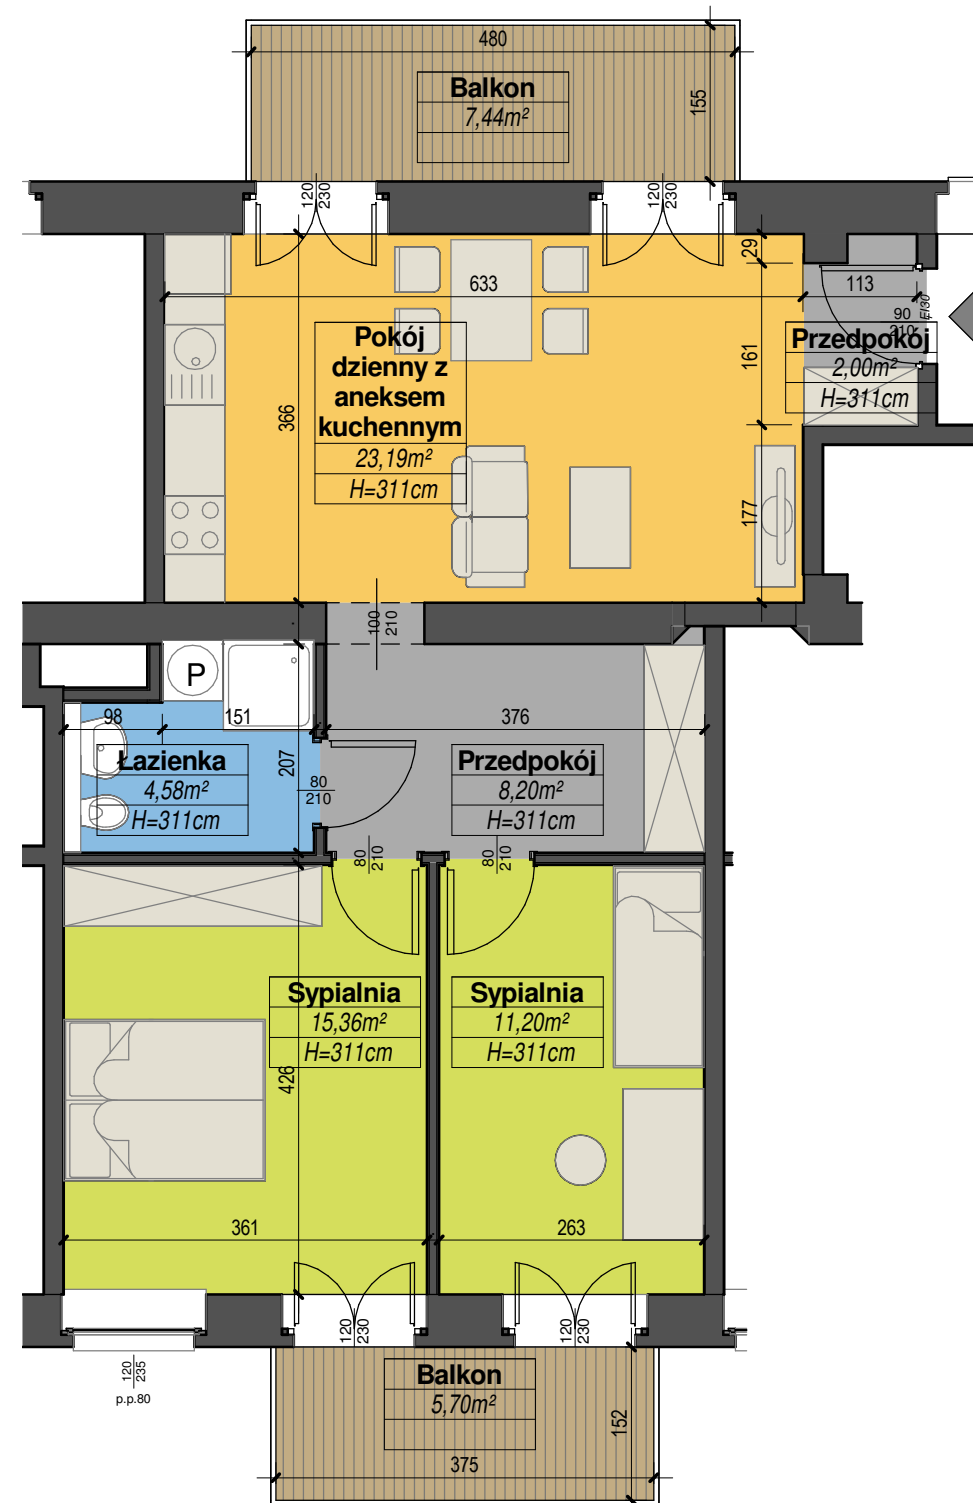 480
Balkon
7,44m²
155
120
230
120
230
29
633
113
90
210
EI30
Pokój
dzienny z
aneksem
kuchennym
23,19m²
H=311cm
Przedpokój
2,00m²
H=311cm
161
366
177
100
210
P
98
151
376
207
Łazienka
4,58m²
H=311cm
80
210
Przedpokój
8,20m²
H=311cm
80
210
80
210
Sypialnia
15,36m²
H=311cm
Sypialnia
11,20m²
H=311cm
426
361
263
120
230
120
230
120
235
p.p.80
Balkon
5,70m²
152
375